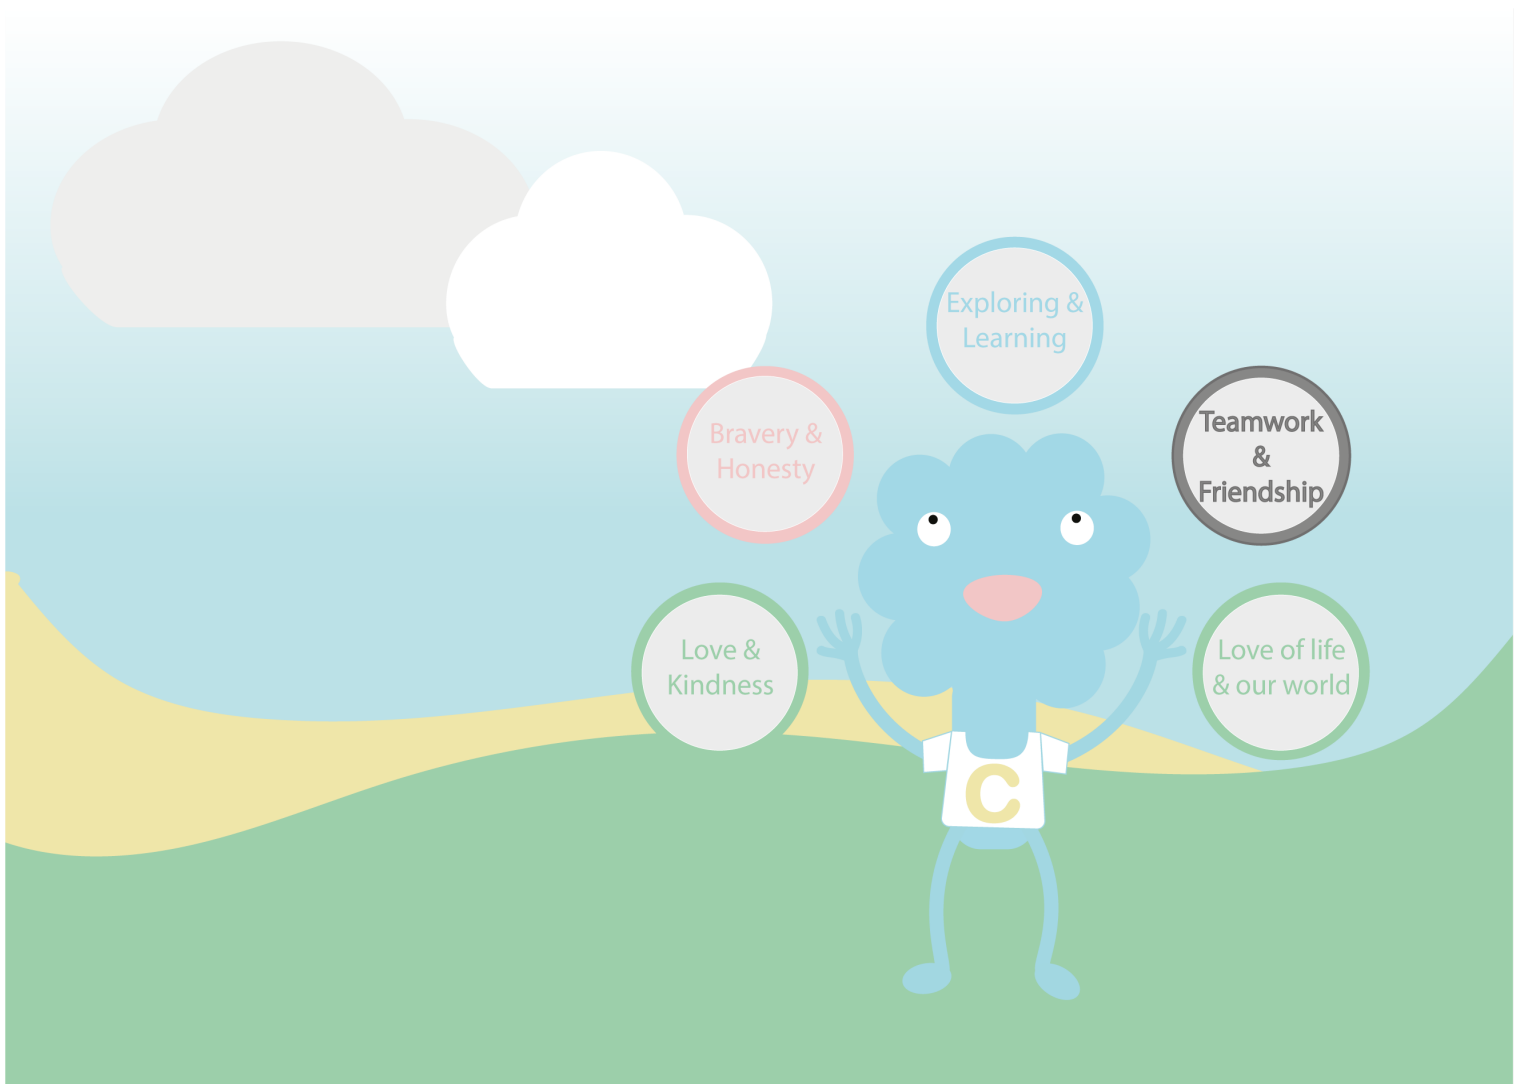 Exploring &
Learning
Bravery &
Honesty
Teamwork
&
Friendship
Love &
Kindness
Love of life
& our world
C